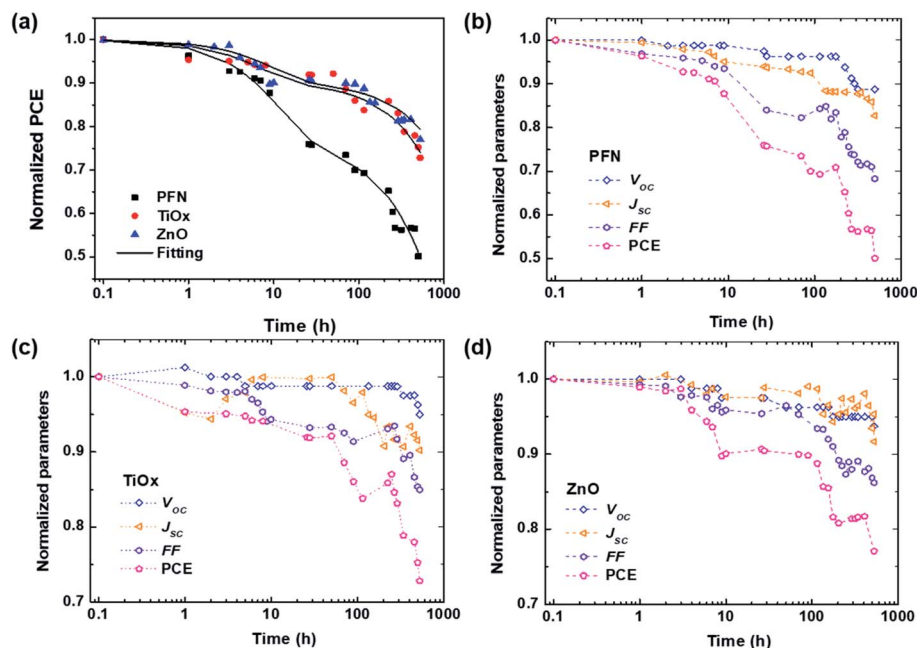 (a)
Normalized PCE
1.0
0.9
0.8
0.7
0.6
0.5
PFN
TiOx
ZnO
Fitting
0.1 1 10 100 1000
Time (h)
(b)
Normalized parameters
1.0
0.9
0.8
0.7
0.6
0.5
PFN
Voc
Jsc
FF
PCE
0.1 1 10 100 1000
Time (h)
(c)
Normalized parameters
1.0
0.9
0.8
0.7
TiOx
Voc
Jsc
FF
PCE
0.1 1 10 100 1000
Time (h)
(d)
Normalized parameters
1.0
0.9
0.8
0.7
ZnO
Voc
Jsc
FF
PCE
0.1 1 10 100 1000
Time (h)